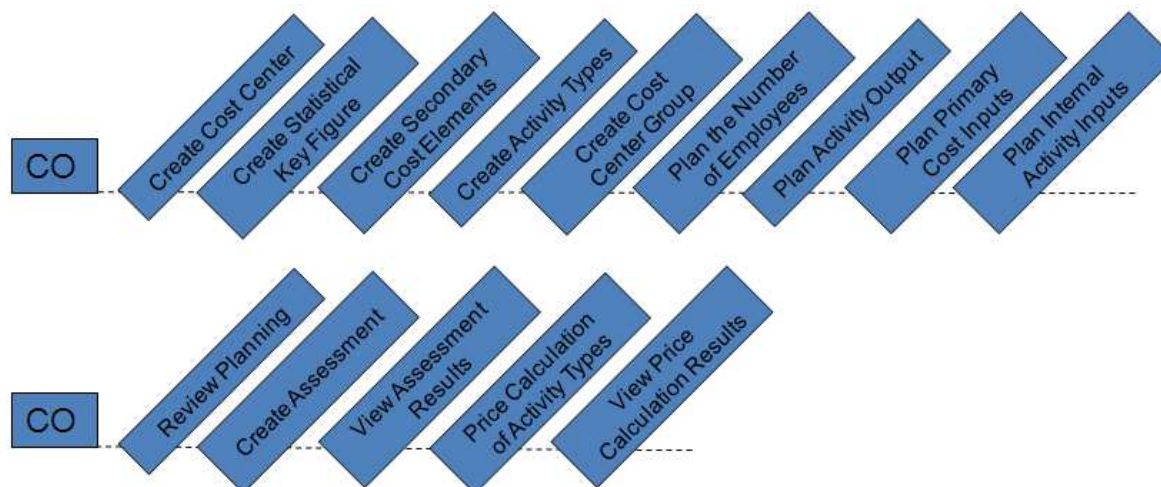 CO
Create Cost Center
Create Statistical
Key Figure
Create Secondary
Cost Elements
Create Activity Types
Create Cost
Center Group
Plan the Number
of Employees
Plan Activity Output
Plan Primary
Cost Inputs
Plan Internal
Activity Inputs
CO
Review Planning
Create Assessment
View Assessment
Results
Price Calculation
of Activity Types
View Price
Calculation Results